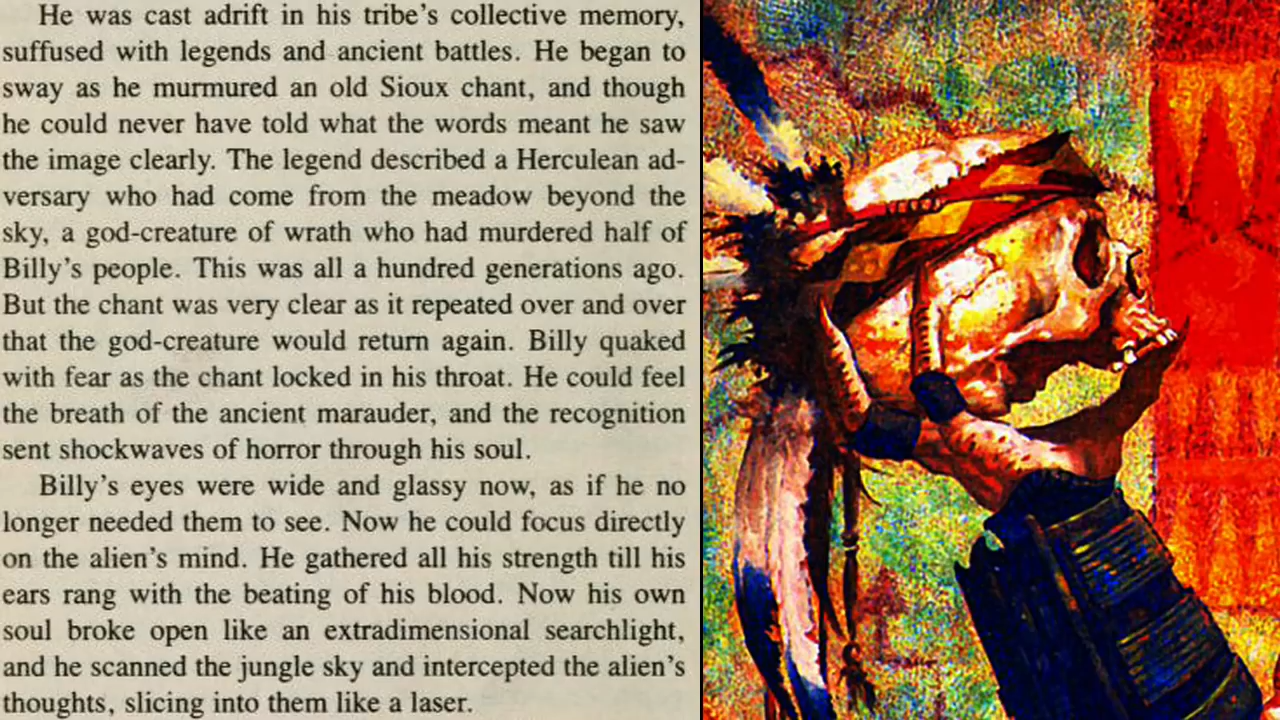 He was cast adrift in his tribe's collective memory,
suffused with legends and ancient battles. He began to
sway as he murmured an old Sioux chant, and though
he could never have told what the words meant he saw
the image clearly. The legend described a Herculean ad-
versary who had come from the meadow beyond the
sky, a god-creature of wrath who had murdered half of
Billy's people. This was all a hundred generations ago.
But the chant was very clear as it repeated over and over
that the god-creature would return again. Billy quaked
with fear as the chant locked in his throat. He could feel
the breath of the ancient marauder, and the recognition
sent shockwaves of horror through his soul.
Billy's eyes were wide and glassy now, as if he no
longer needed them to see. Now he could focus directly
on the alien's mind. He gathered all his strength till his
ears rang with the beating of his blood. Now his own
soul broke open like an extradimensional searchlight,
and he scanned the jungle sky and intercepted the alien's
thoughts, slicing into them like a laser.